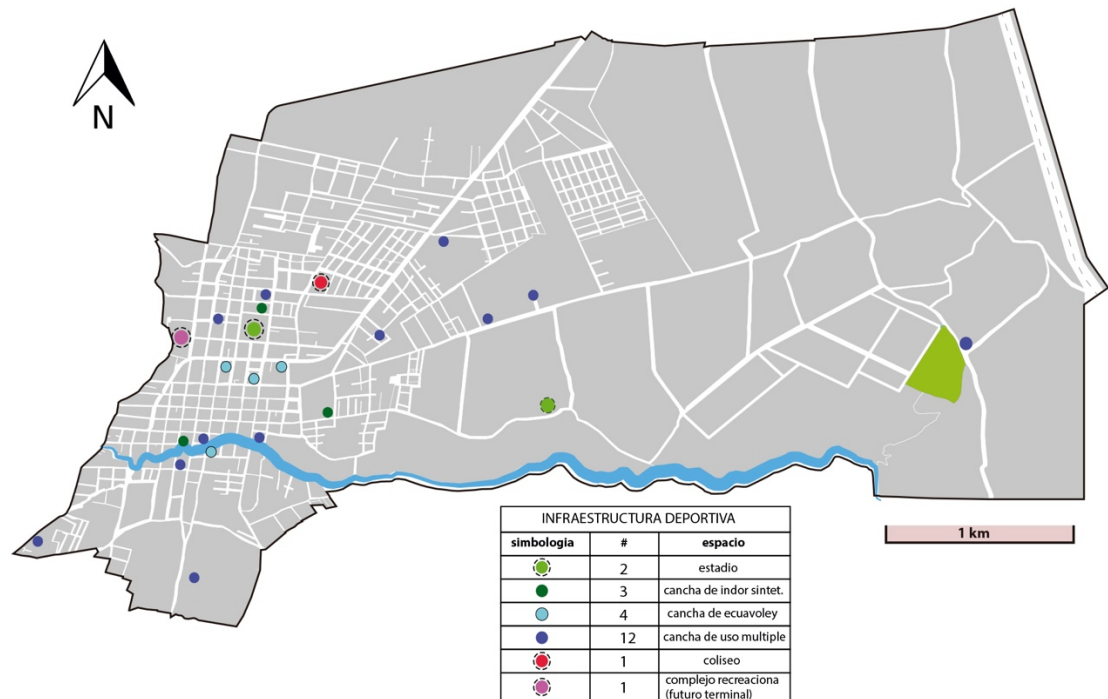 N
1 km
INFRAESTRUCTURA DEPORTIVA
simbologia # espacio
2 estadio
3 cancha de indor sintet.
4 cancha de ecuavoley
12 cancha de uso multiple
1 coliseo
1 complejo recreaciona
(futuro terminal)